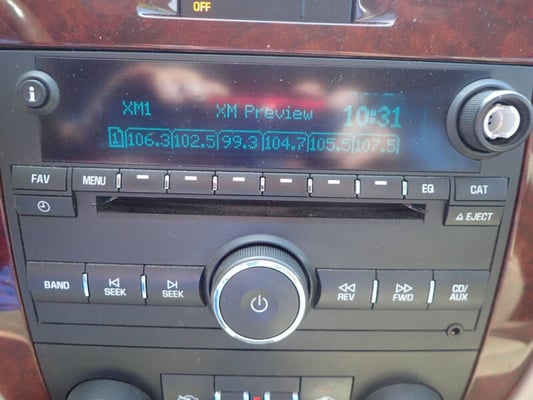 OFF
XM1 XM Preview 10:31
1 106.3 102.5 99.3 104.7 105.5 107.5
i
FAV MENU EQ CAT
EJECT
BAND SEEK SEEK REV FWD CD/AUX